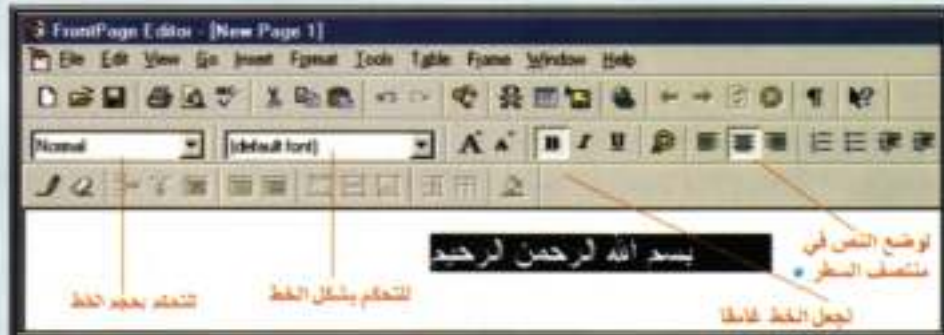 FrontPage Editor - [New Page 1]
File Edit View Go Insert Format Tools Table Frame Window Help
Normal (default font)
بسم الله الرحمن الرحيم
لوضع النص في
منتصف السطر
للتحكم بشكل الخط
للتحكم بحجم الخط
لجعل الخط غامقا